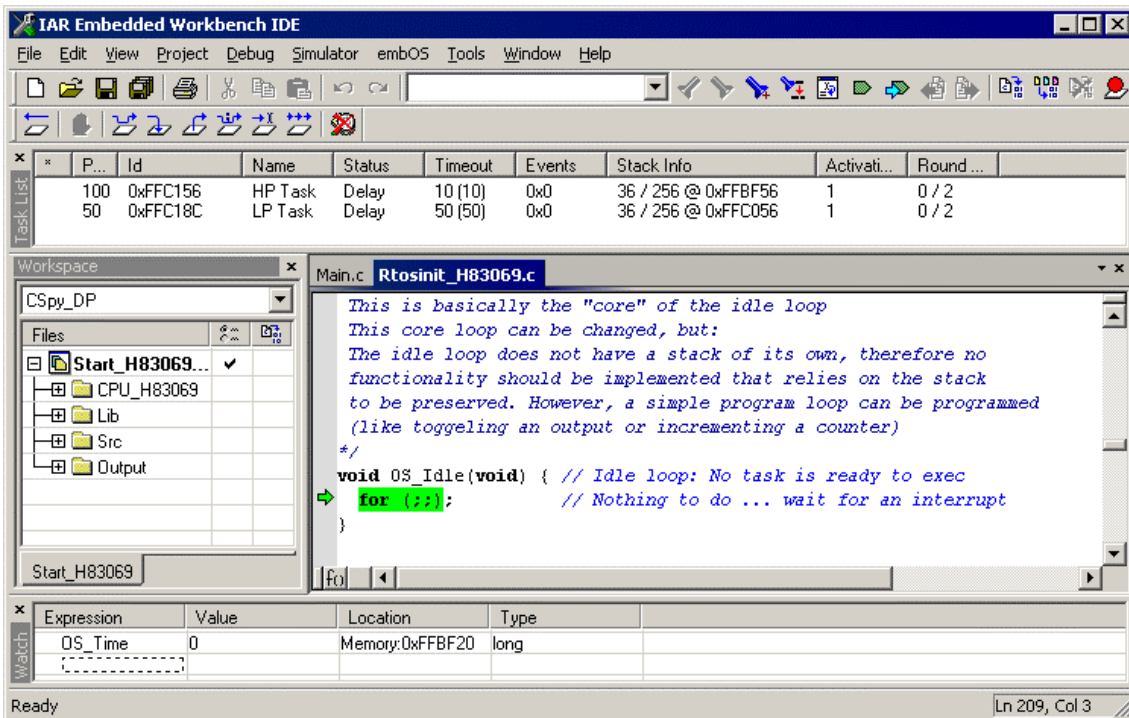 IAR Embedded Workbench IDE
File Edit View Project Debug Simulator embOS Tools Window Help
* P... Id Name Status Timeout Events Stack Info Activati... Round ...
100 0xFFC156 HP Task Delay 10 (10) 0x0 36 / 256 @ 0xFFBF56 1 0 / 2
50 0xFFC18C LP Task Delay 50 (50) 0x0 36 / 256 @ 0xFFC056 1 0 / 2
Task List
Workspace
CSpy_DP
Files
Start_H83069...
CPU_H83069
Lib
Src
Output
Start_H83069
Main.c Rtosinit_H83069.c
This is basically the "core" of the idle loop
This core loop can be changed, but:
The idle loop does not have a stack of its own, therefore no
functionality should be implemented that relies on the stack
to be preserved. However, a simple program loop can be programmed
(like toggeling an output or incrementing a counter)
*/
void OS_Idle(void) { // Idle loop: No task is ready to exec
for (;;); // Nothing to do ... wait for an interrupt
}
fo
Expression Value Location Type
OS_Time 0 Memory:0xFFBF20 long
Watch
Ready Ln 209, Col 3